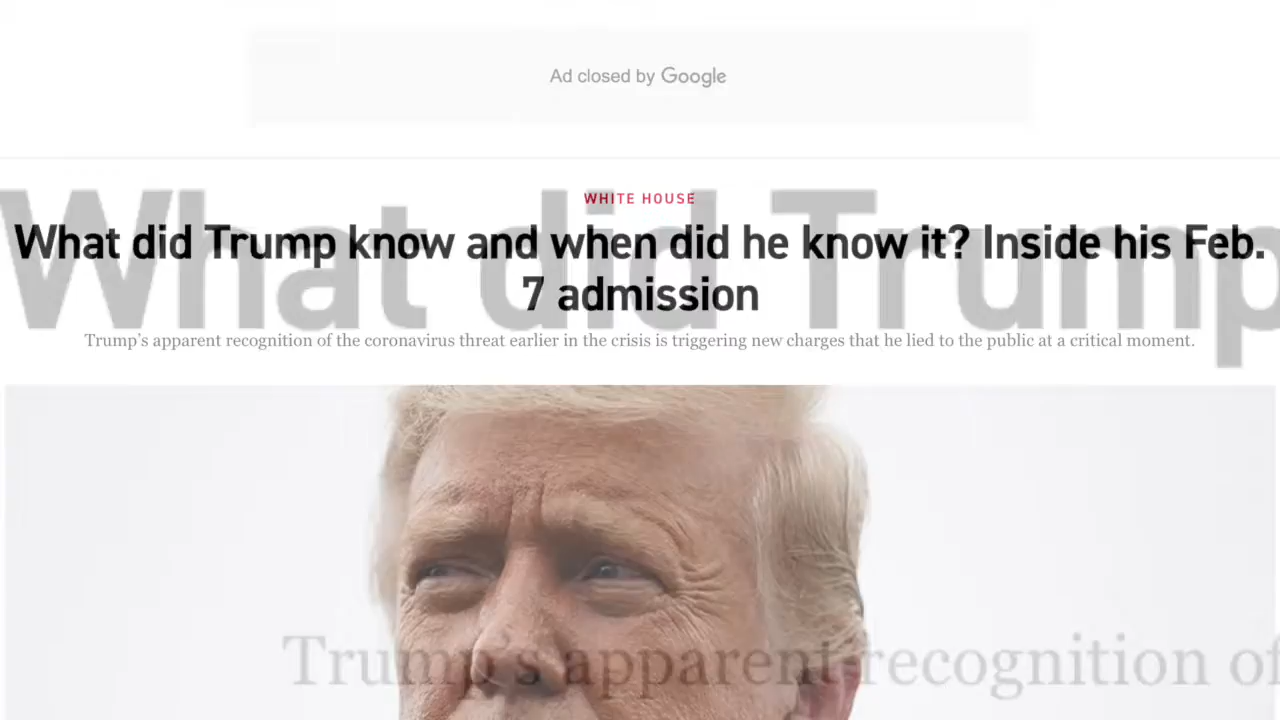 Ad closed by Google
WHITE HOUSE
What did Trump
What did Trump know and when did he know it? Inside his Feb.
7 admission
Trump’s apparent recognition of the coronavirus threat earlier in the crisis is triggering new charges that he lied to the public at a critical moment.
Trump's apparent recognition of